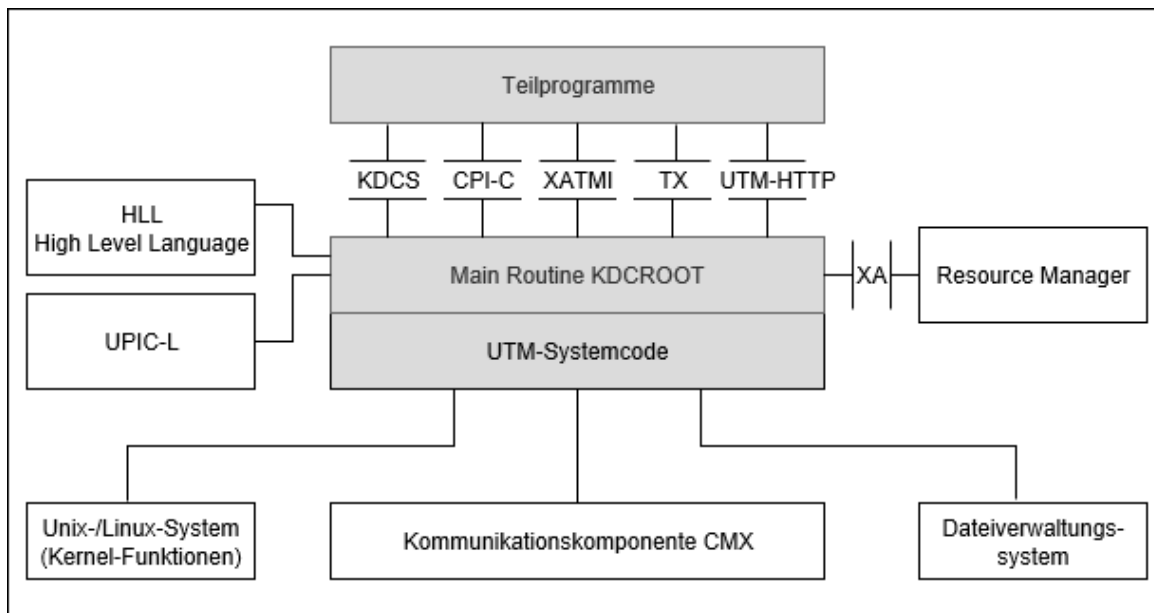 Teilprogramme
KDCS CPI-C XATMI TX UTM-HTTP
HLL
High Level Language
Main Routine KDCROOT
XA
Resource Manager
UPIC-L
UTM-Systemcode
Unix-/Linux-System
(Kernel-Funktionen)
Kommunikationskomponente CMX
Dateiverwaltungs-
system